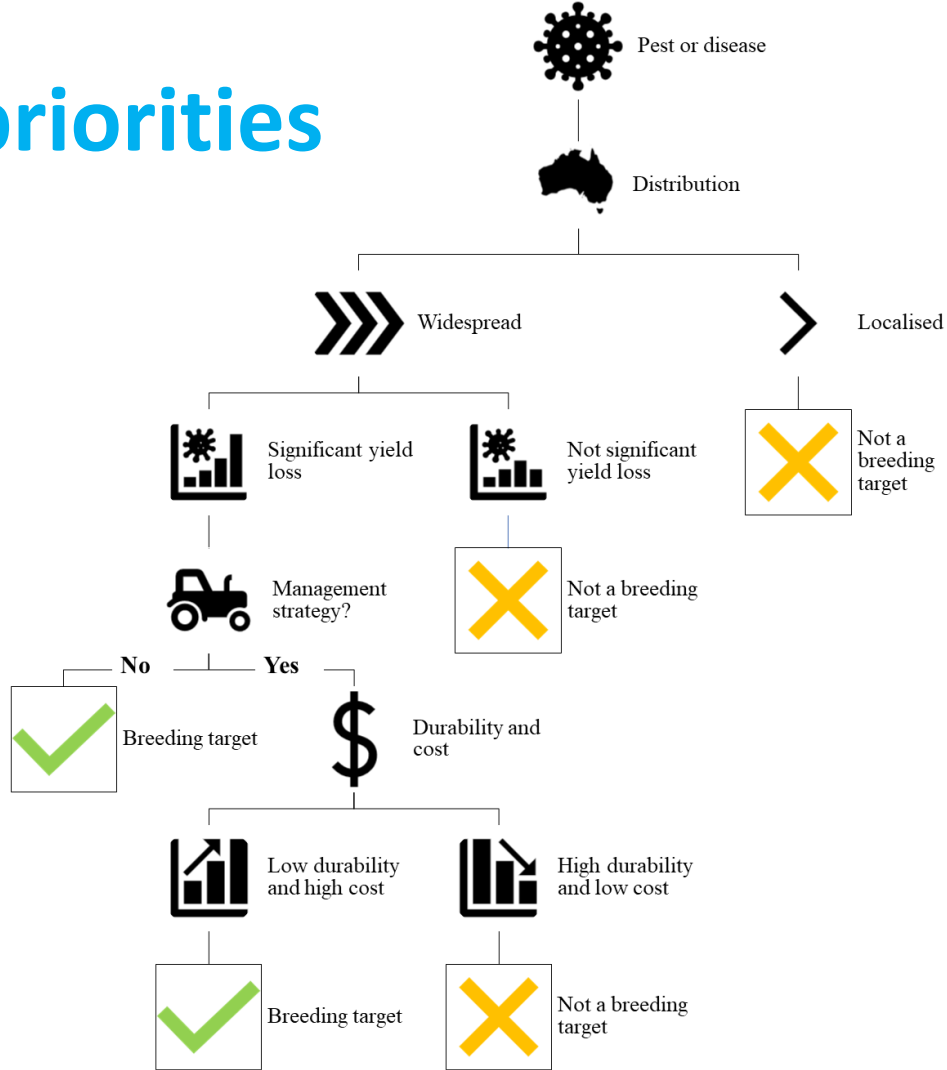 priorities
Pest or disease
Distribution
Widespread
Localised
Significant yield
loss
Not significant
yield loss
Not a
breeding
target
Management
strategy?
Not a breeding
target
No
Yes
Breeding target
Durability and
cost
Low durability
and high cost
High durability
and low cost
Breeding target
Not a breeding
target